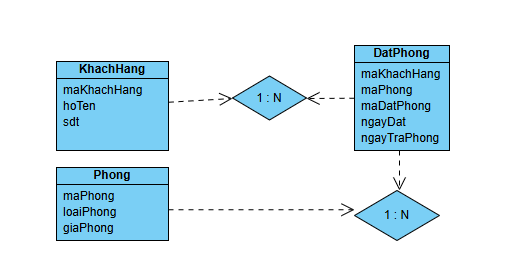 KhachHang
maKhachHang
hoTen
sdt
1 : N
DatPhong
maKhachHang
maPhong
maDatPhong
ngayDat
ngayTraPhong
Phong
maPhong
loaiPhong
giaPhong
1 : N